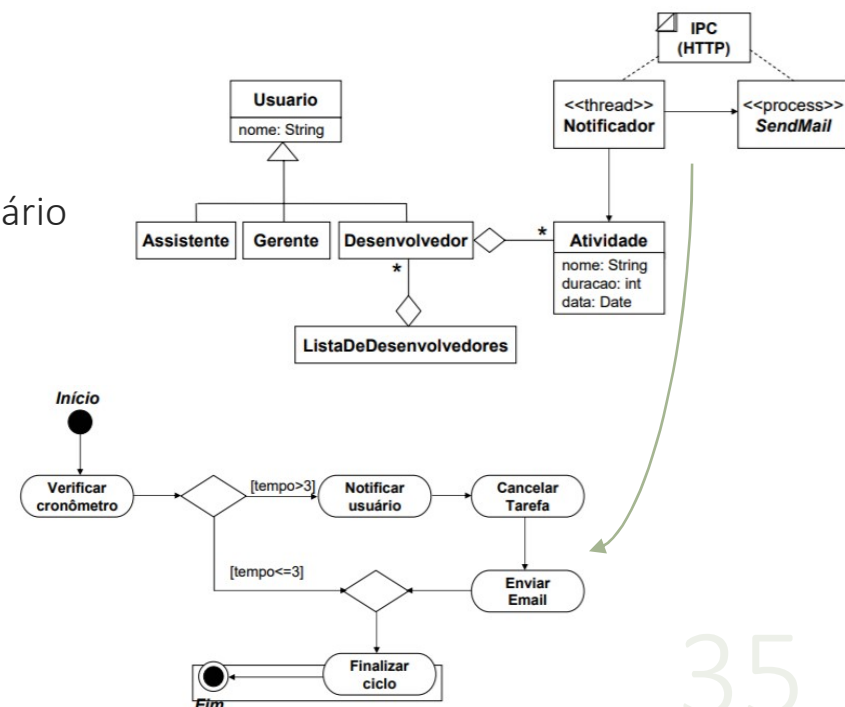 IPC
(HTTP)
<<thread>>
Notificador
<<process>>
SendMail
Usuario
nome: String
ário
Assistente
Gerente
Desenvolvedor
*
*
Atividade
nome: String
duracao: int
data: Date
ListaDeDesenvolvedores
Início
Verificar
cronômetro
[tempo>3]
Notificar
usuário
Cancelar
Tarefa
[tempo<=3]
Enviar
Email
Finalizar
ciclo
Fim
35